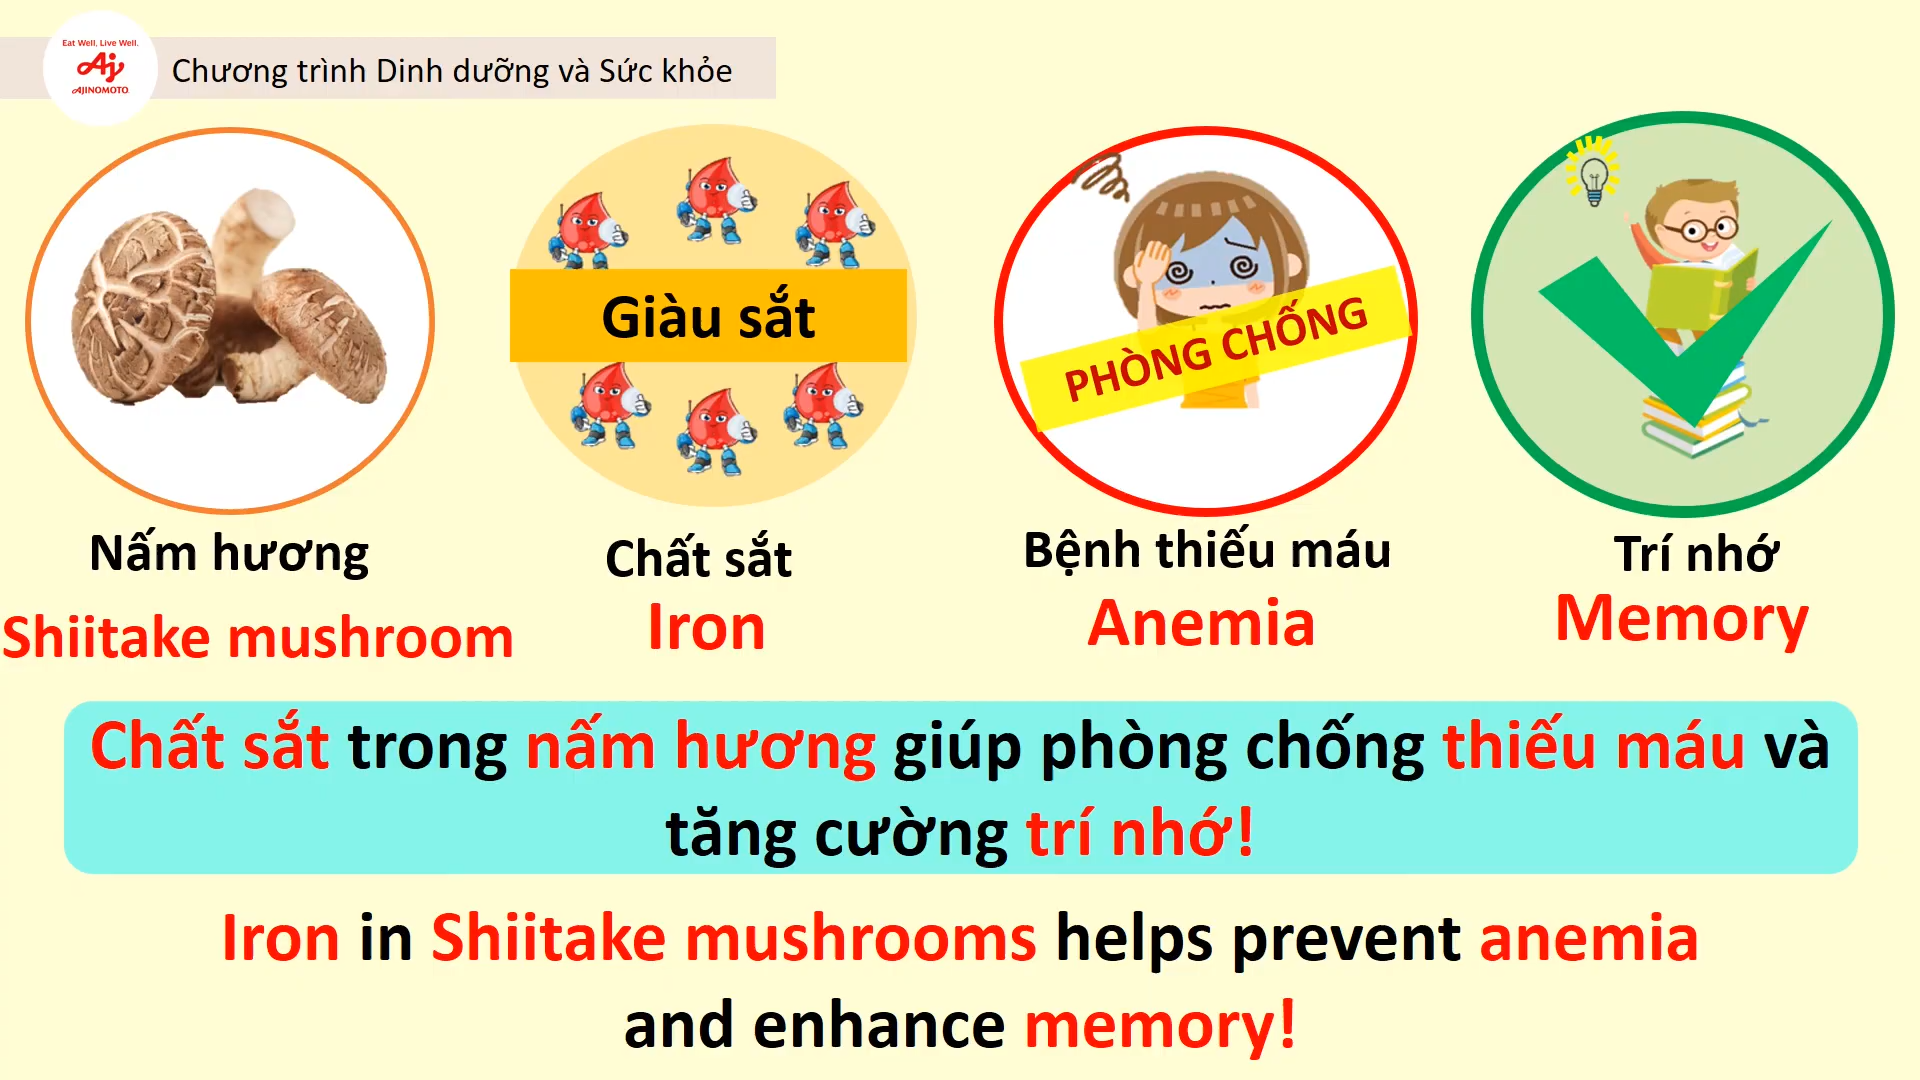 Eat Well, Live Well.
Aj
AJINOMOTO
Chương trình Dinh dưỡng và Sức khỏe
Giàu sắt
PHÒNG CHỐNG
Nấm hương
Chất sắt
Bệnh thiếu máu
Trí nhớ
Shiitake mushroom
Iron
Anemia
Memory
Chất sắt trong nấm hương giúp phòng chống thiếu máu và
tăng cường trí nhớ!
Iron in Shiitake mushrooms helps prevent anemia
and enhance memory!